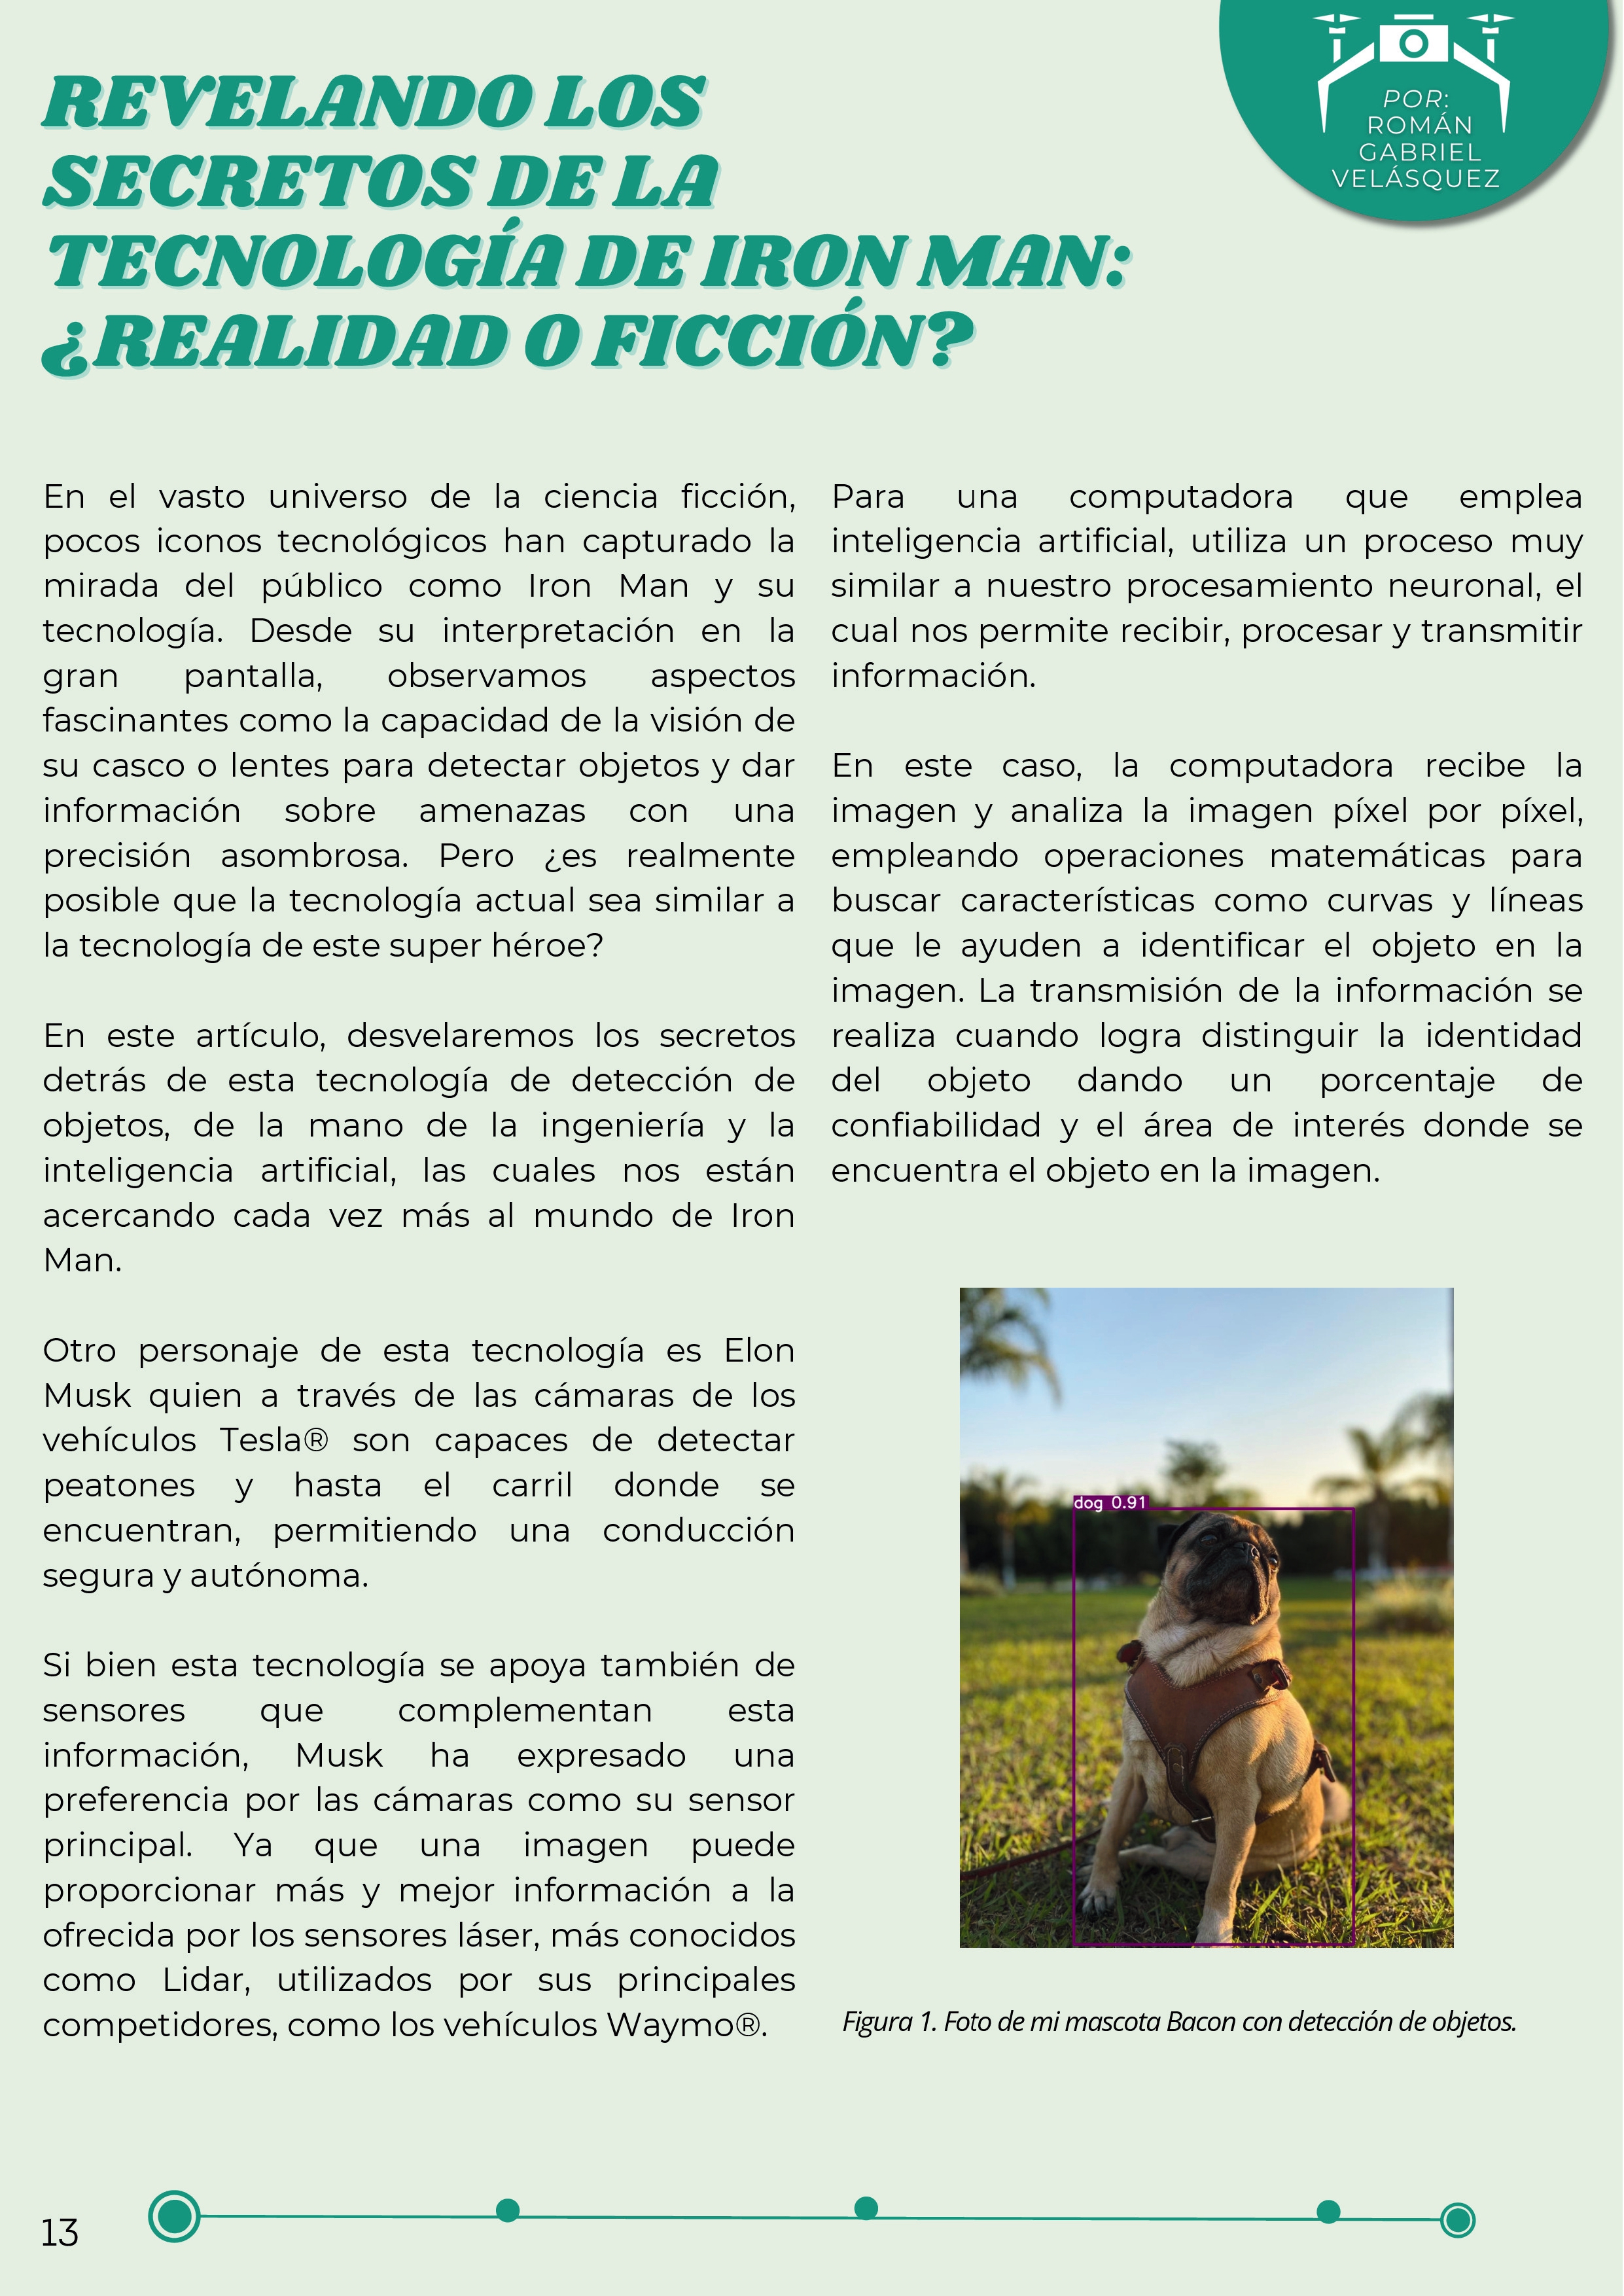 REVELANDO LOS
SECRETOS DE LA
TECNOLOGÍA DE IRON MAN:
¿REALIDAD O FICCIÓN?
POR:
ROMÁN
GABRIEL
VELÁSQUEZ
En el vasto universo de la ciencia ficción,
pocos iconos tecnológicos han capturado la
mirada del público como Iron Man y su
tecnología. Desde su interpretación en la
gran pantalla, observamos aspectos
fascinantes como la capacidad de la visión de
su casco o lentes para detectar objetos y dar
información sobre amenazas con una
precisión asombrosa. Pero ¿es realmente
posible que la tecnología actual sea similar a
la tecnología de este super héroe?
En este artículo, desvelaremos los secretos
detrás de esta tecnología de detección de
objetos, de la mano de la ingeniería y la
inteligencia artificial, las cuales nos están
acercando cada vez más al mundo de Iron
Man.
Otro personaje de esta tecnología es Elon
Musk quien a través de las cámaras de los
vehículos Tesla® son capaces de detectar
peatones y hasta el carril donde se
encuentran, permitiendo una conducción
segura y autónoma.
Si bien esta tecnología se apoya también de
sensores que complementan esta
información, Musk ha expresado una
preferencia por las cámaras como su sensor
principal. Ya que una imagen puede
proporcionar más y mejor información a la
ofrecida por los sensores láser, más conocidos
como Lidar, utilizados por sus principales
competidores, como los vehículos Waymo®.
Para una computadora que emplea
inteligencia artificial, utiliza un proceso muy
similar a nuestro procesamiento neuronal, el
cual nos permite recibir, procesar y transmitir
información.
En este caso, la computadora recibe la
imagen y analiza la imagen píxel por píxel,
empleando operaciones matemáticas para
buscar características como curvas y líneas
que le ayuden a identificar el objeto en la
imagen. La transmisión de la información se
realiza cuando logra distinguir la identidad
del objeto dando un porcentaje de
confiabilidad y el área de interés donde se
encuentra el objeto en la imagen.
dog 0.91
Figura 1. Foto de mi mascota Bacon con detección de objetos.
13